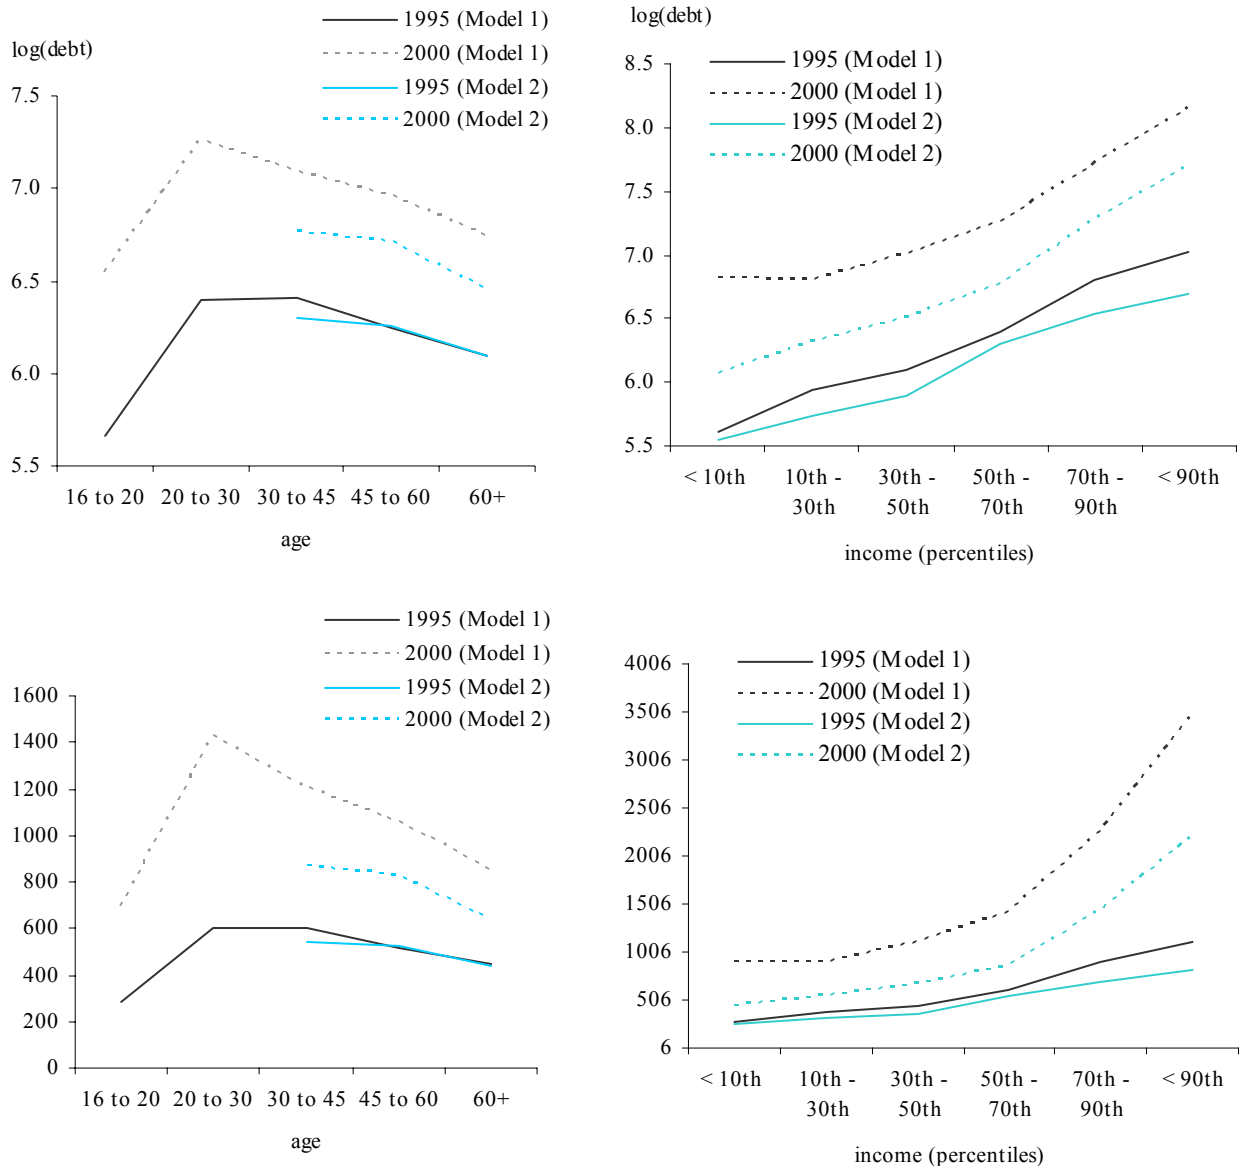 1995 (Model 1)
log(debt)
2000 (Model 1)
1995 (Model 2)
2000 (Model 2)
7.5
7.0
6.5
6.0
5.5
16 to 20 20 to 30 30 to 45 45 to 60 60+
age
log(debt)
8.5
1995 (Model 1)
2000 (Model 1)
1995 (Model 2)
2000 (Model 2)
8.0
7.5
7.0
6.5
6.0
5.5
< 10th 10th - 30th - 50th - 70th - < 90th
30th 50th 70th 90th
income (percentiles)
1995 (Model 1)
2000 (Model 1)
1995 (Model 2)
2000 (Model 2)
1600
1400
1200
1000
800
600
400
200
0
16 to 20 20 to 30 30 to 45 45 to 60 60+
age
4006
1995 (Model 1)
2000 (Model 1)
1995 (Model 2)
2000 (Model 2)
3506
3006
2506
2006
1506
1006
506
6
< 10th 10th - 30th - 50th - 70th - < 90th
30th 50th 70th 90th
income (percentiles)